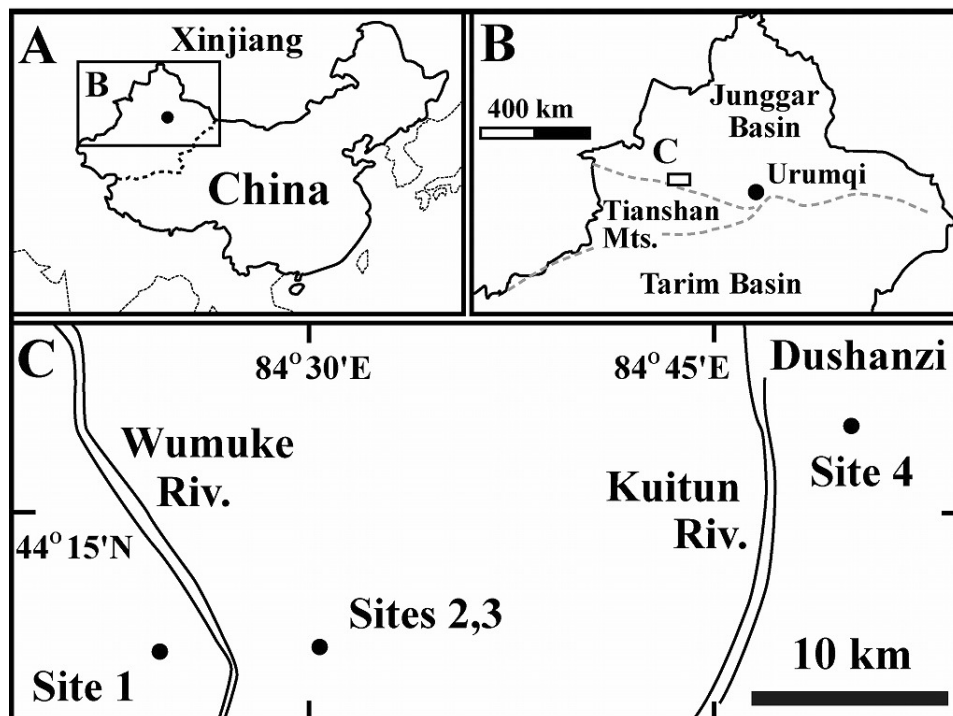 A
Xinjiang
B
China
B
400 km
Junggar
Basin
C
Urumqi
Tianshan
Mts.
Tarim Basin
C
84° 30'E
84° 45'E
Dushanzi
Wumuke
Riv.
Kuitun
Riv.
Site 4
44° 15'N
Sites 2,3
Site 1
10 km